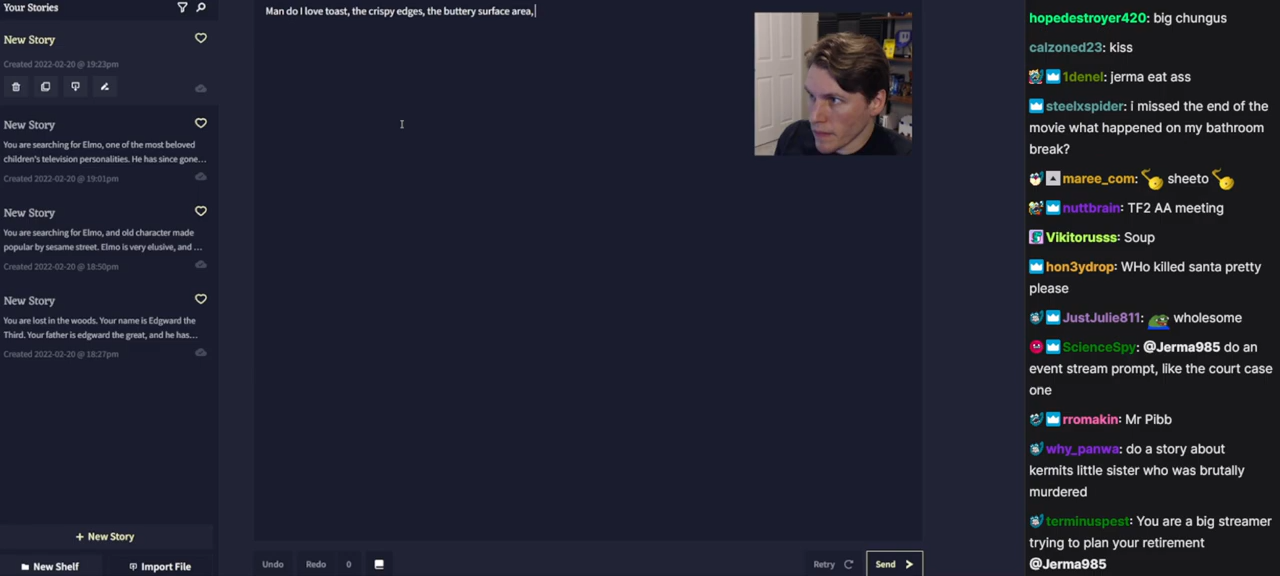 Your Stories
New Story
Created 2022-02-20 @ 19:23pm
New Story
You are searching for Elmo, one of the most beloved
children's television personalities. He has since gone...
Created 2022-02-20 @ 19:01pm
New Story
You are searching for Elmo, and old character made
popular by sesame street. Elmo is very elusive, and ...
Created 2022-02-20 @ 18:50pm
New Story
You are lost in the woods. Your name is Edgward the
Third. Your father is edgward the great, and he has...
Created 2022-02-20 @ 18:27pm
+ New Story
New Shelf
Import File
Man do I love toast, the crispy edges, the buttery surface area,
Undo
Redo
0
Retry
Send
hopedestroyer420: big chungus
calzoned23: kiss
1denel: jerma eat ass
steelxspider: i missed the end of the
movie what happened on my bathroom
break?
maree_com: sheeto
nuttbrain: TF2 AA meeting
Vikitorusss: Soup
hon3ydrop: WHo killed santa pretty
please
JustJulie811: wholesome
ScienceSpy: @Jerma985 do an
event stream prompt, like the court case
one
rromakin: Mr Pibb
why_panwa: do a story about
kermits little sister who was brutally
murdered
terminuspest: You are a big streamer
trying to plan your retirement
@Jerma985